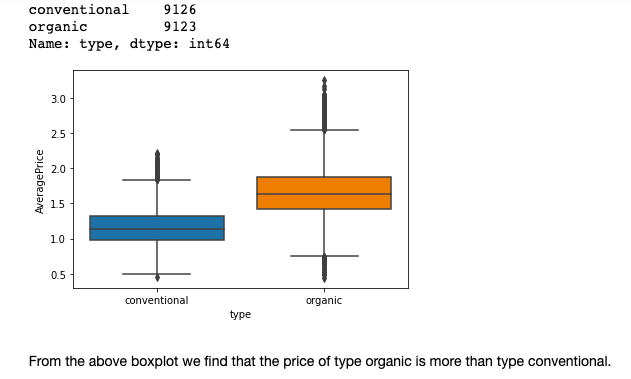 conventional 9126
organic 9123
Name: type, dtype: int64
3.0
2.5
2.0
1.5
1.0
0.5
AveragePrice
conventional organic
type
From the above boxplot we find that the price of type organic is more than type conventional.